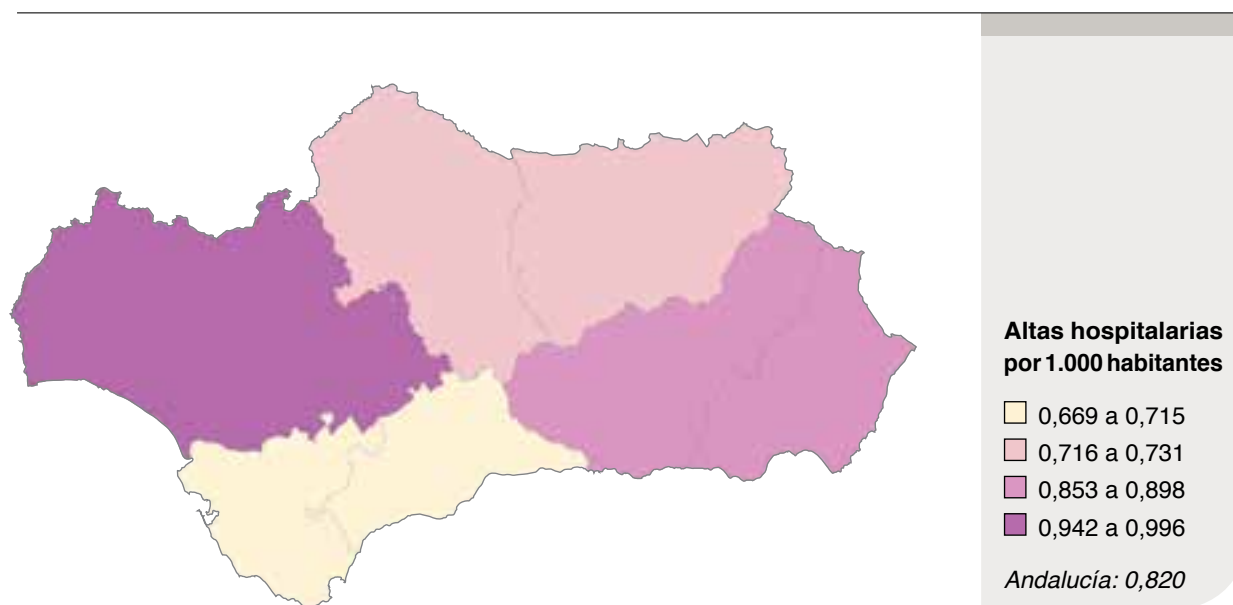 Altas hospitalarias
por 1.000 habitantes
0,669 a 0,715
0,716 a 0,731
0,853 a 0,898
0,942 a 0,996
Andalucía: 0,820